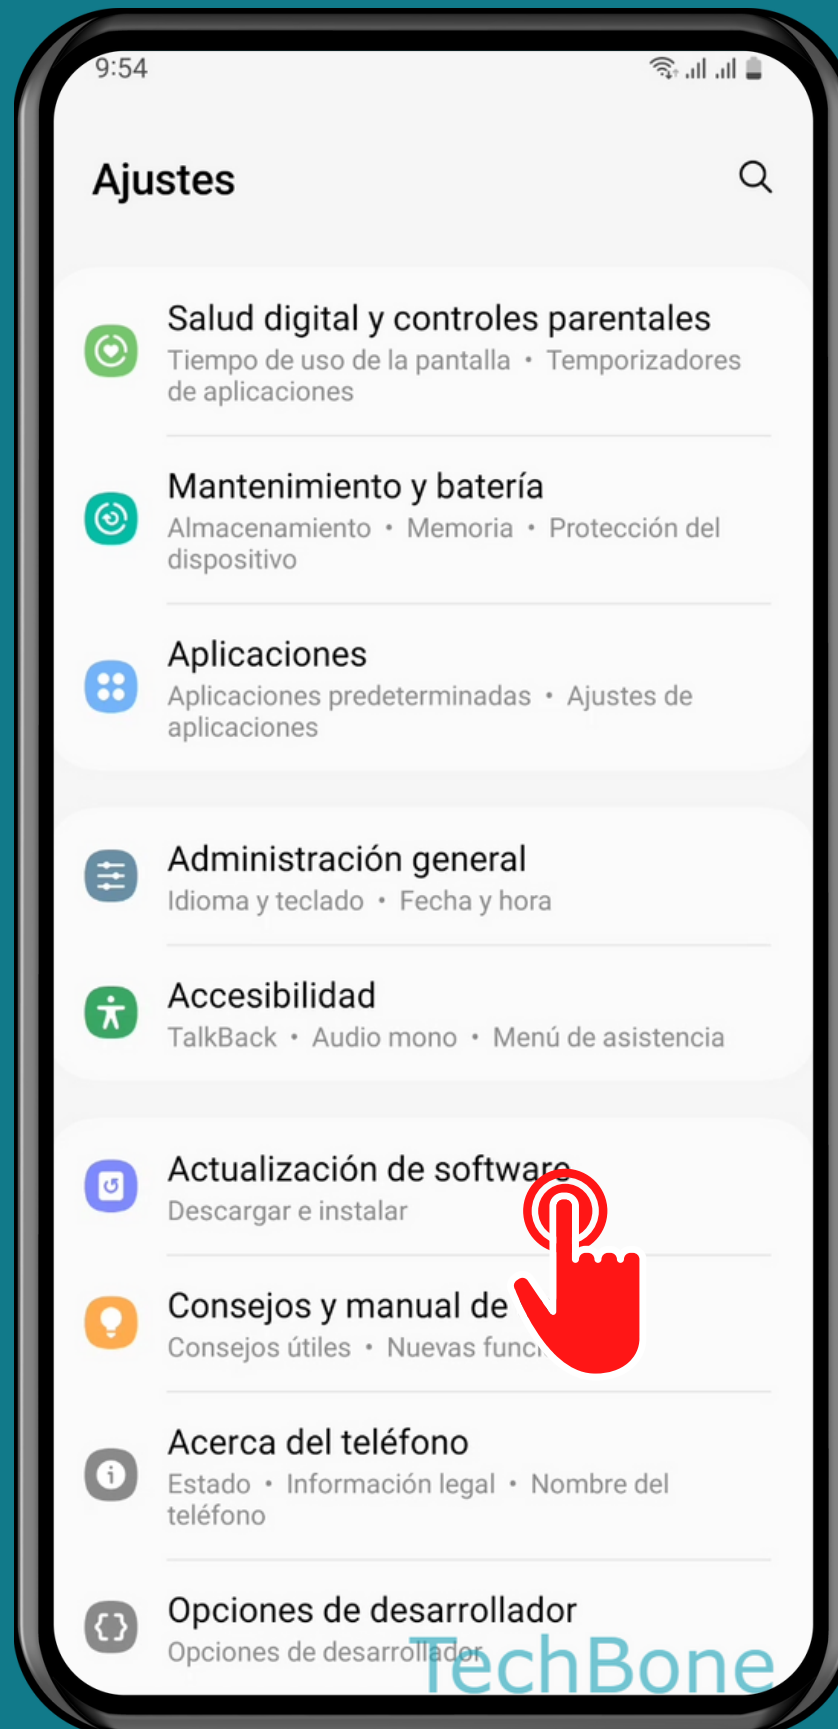 9:54
Ajustes
Salud digital y controles parentales
Tiempo de uso de la pantalla • Temporizadores
de aplicaciones
Mantenimiento y batería
Almacenamiento • Memoria • Protección del
dispositivo
Aplicaciones
Aplicaciones predeterminadas • Ajustes de
aplicaciones
Administración general
Idioma y teclado • Fecha y hora
Accesibilidad
TalkBack • Audio mono • Menú de asistencia
Actualización de software
Descargar e instalar
Consejos y manual de
Consejos útiles • Nuevas
Acerca del teléfono
Estado • Información legal • Nombre del
teléfono
Opciones de desarrollador
Opciones de desarrollador
TechBone